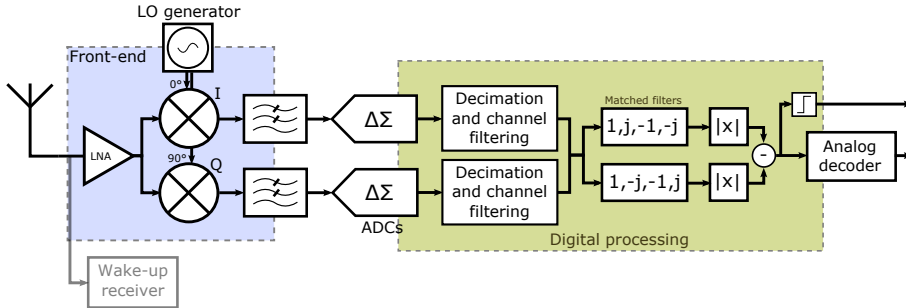 LO generator
Front-end
0°
I
LNA
90°
Q
ΔΣ
ΔΣ
ADCs
Decimation
and channel
filtering
Decimation
and channel
filtering
Matched filters
1,j,-1,-j
|x|
1,-j,-1,j
|x|
-
Analog
decoder
Digital processing
Wake-up
receiver